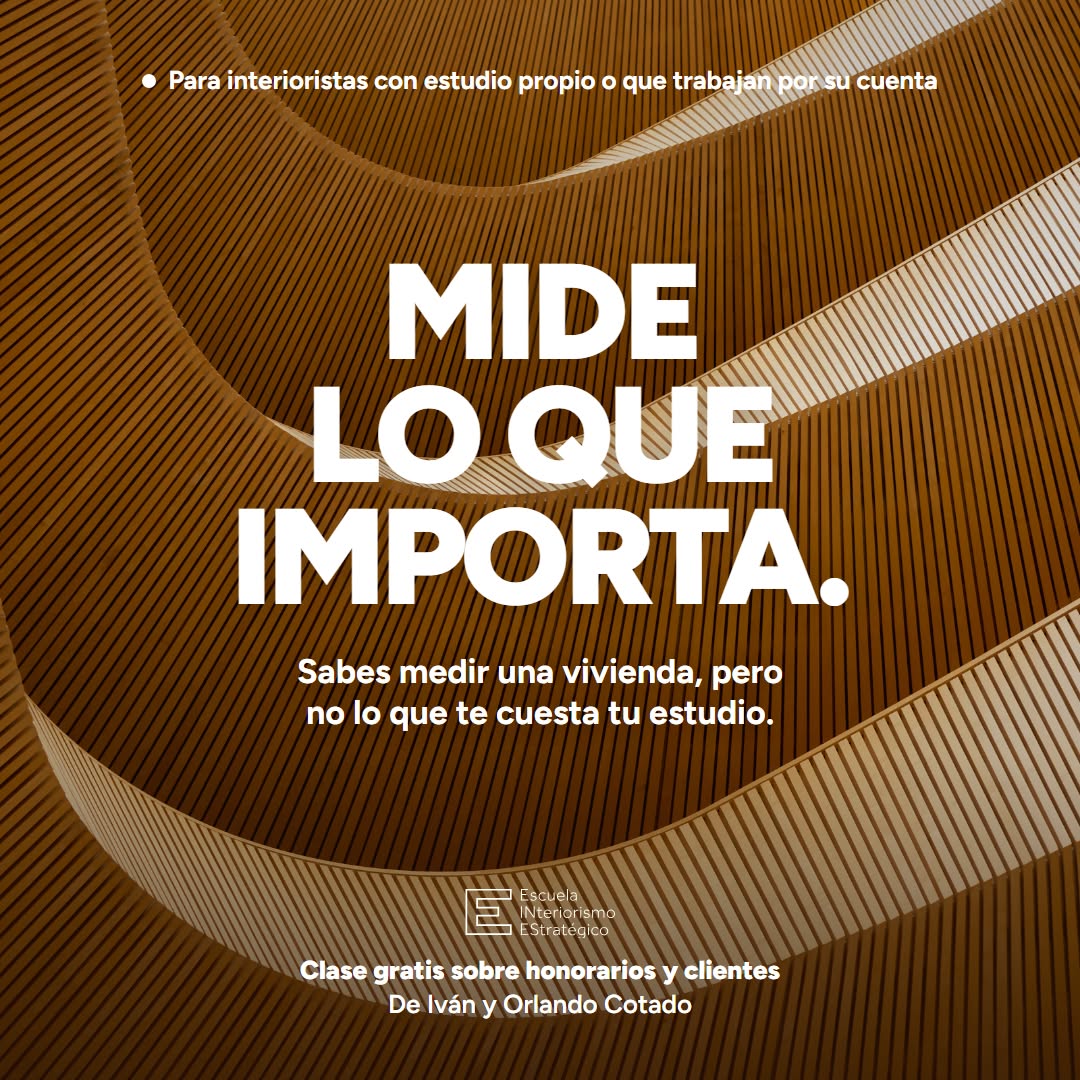 Para interioristas con estudio propio o que trabajan por su cuenta
MIDE
LO QUE
IMPORTA.
Sabes medir una vivienda, pero
no lo que te cuesta tu estudio.
Escuela
INteriorismo
EStratégico
Clase gratis sobre honorarios y clientes
De Iván y Orlando Cotado